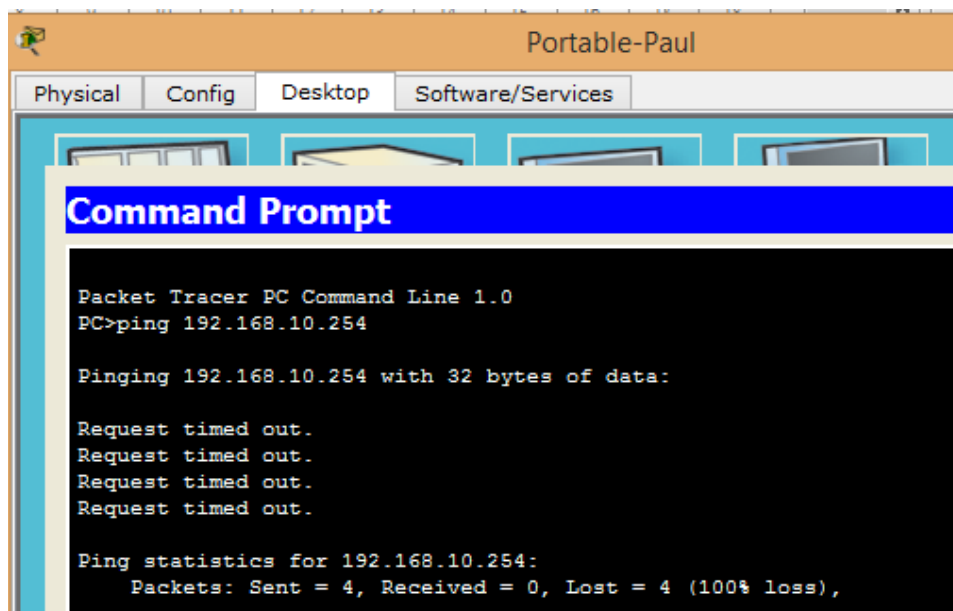 Portable-Paul
Physical Config Desktop Software/Services
Command Prompt
Packet Tracer PC Command Line 1.0
PC>ping 192.168.10.254
Pinging 192.168.10.254 with 32 bytes of data:
Request timed out.
Request timed out.
Request timed out.
Request timed out.
Ping statistics for 192.168.10.254:
Packets: Sent = 4, Received = 0, Lost = 4 (100% loss),